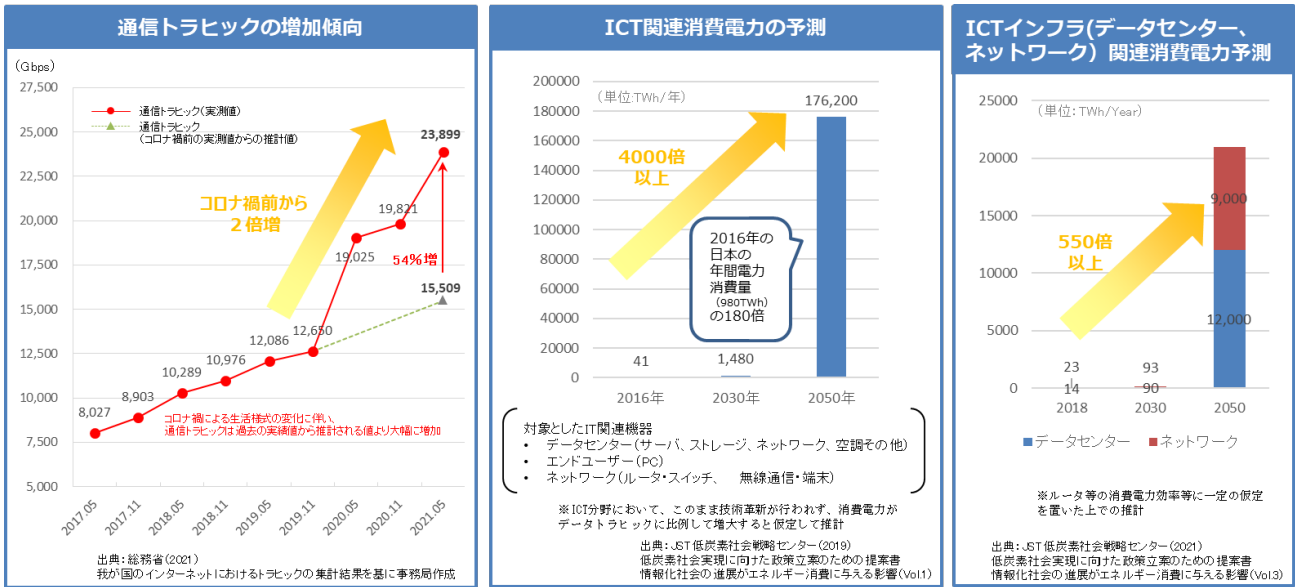 通信トラヒックの増加傾向
(Gbps)
27,500
25,000
22,500
20,000
17,500
15,000
12,500
10,000
7,500
5,000
通信トラヒック(実測値)
通信トラヒック
(コロナ禍前の実測値からの推計値)
コロナ禍前から
2倍増
23,899
19,821
19,025
54%増
15,509
12,650
12,086
10,976
10,289
8,903
8,027
コロナ禍による生活様式の変化に伴い、
通信トラヒックは過去の実績値から推計される値より大幅に増加
2017.05
2017.11
2018.05
2018.11
2019.05
2019.11
2020.05
2020.11
2021.05
出典:総務省(2021)
我が国のインターネットにおけるトラヒックの集計結果を基に事務局作成
ICT関連消費電力の予測
200000
180000
160000
140000
120000
100000
80000
60000
40000
20000
0
(単位:TWh/年)
176,200
4000倍
以上
2016年の
日本の
年間電力
消費量
(980TWh)
の180倍
41
1,480
2016年
2030年
2050年
対象としたIT関連機器
• データセンター(サーバ、ストレージ、ネットワーク、空調その他)
• エンドユーザー(PC)
• ネットワーク(ルータ・スイッチ、 無線通信・端末)
※ICT分野において、このまま技術革新が行われず、消費電力が
データトラヒックに比例して増大すると仮定して推計
出典:JST低炭素社会戦略センター(2019)
低炭素社会実現に向けた政策立案のための提案書
情報化社会の進展がエネルギー消費に与える影響(Vol.1)
ICTインフラ(データセンター、
ネットワーク)関連消費電力予測
25000
20000
15000
10000
5000
0
(単位:TWh/Year)
550倍
以上
9,000
12,000
23
14
93
90
2018
2030
2050
データセンター
ネットワーク
※ルータ等の消費電力効率等に一定の仮定
を置いた上での推計
出典:JST低炭素社会戦略センター(2021)
低炭素社会実現に向けた政策立案のための提案書
情報化社会の進展がエネルギー消費に与える影響(Vol.3)